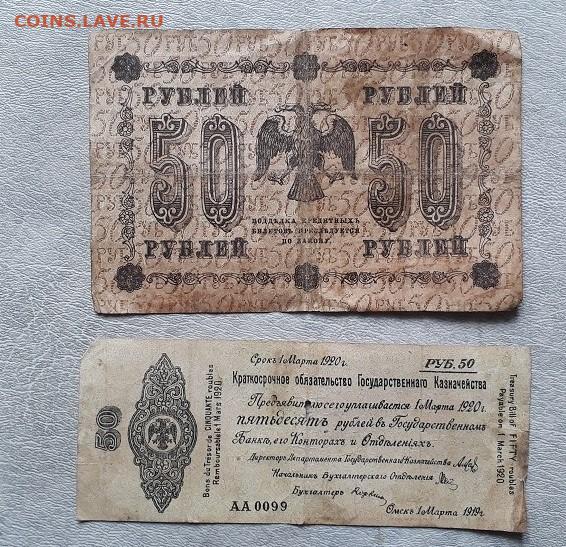 COINS.LAVE.RU
РУБЛЕЙ РУБЛЕЙ
50 50
ПОДДѢЛКА КРЕДИТНЫХЪ
БИЛЕТОВЪ ПРЕСЛѢДУЕТСЯ
ПО ЗАКОНУ.
РУБЛЕЙ РУБЛЕЙ
50
Bons du Tresor de CINQUANTE roubles
Remboursable 1 Mars 1920.
Срокъ 1 Марта 1920 г.
РУБ. 50
Краткосрочное обязательство Государственнаго Казначейства
Предъявителю сего уплачивается 1 Марта 1920 г.
пятьдесятъ рублей въ Государственномъ
Банкѣ, его Конторахъ и Отдѣленіяхъ.
Директоръ Департамента Государственнаго Казначейства
Начальникъ Бухгалтерскаго Отдѣленія
Бухгалтеръ
АА 0099
Омскъ 1 Марта 1919 г.
Treasury Bill of FIFTY roubles
Payable on 1 March 1920